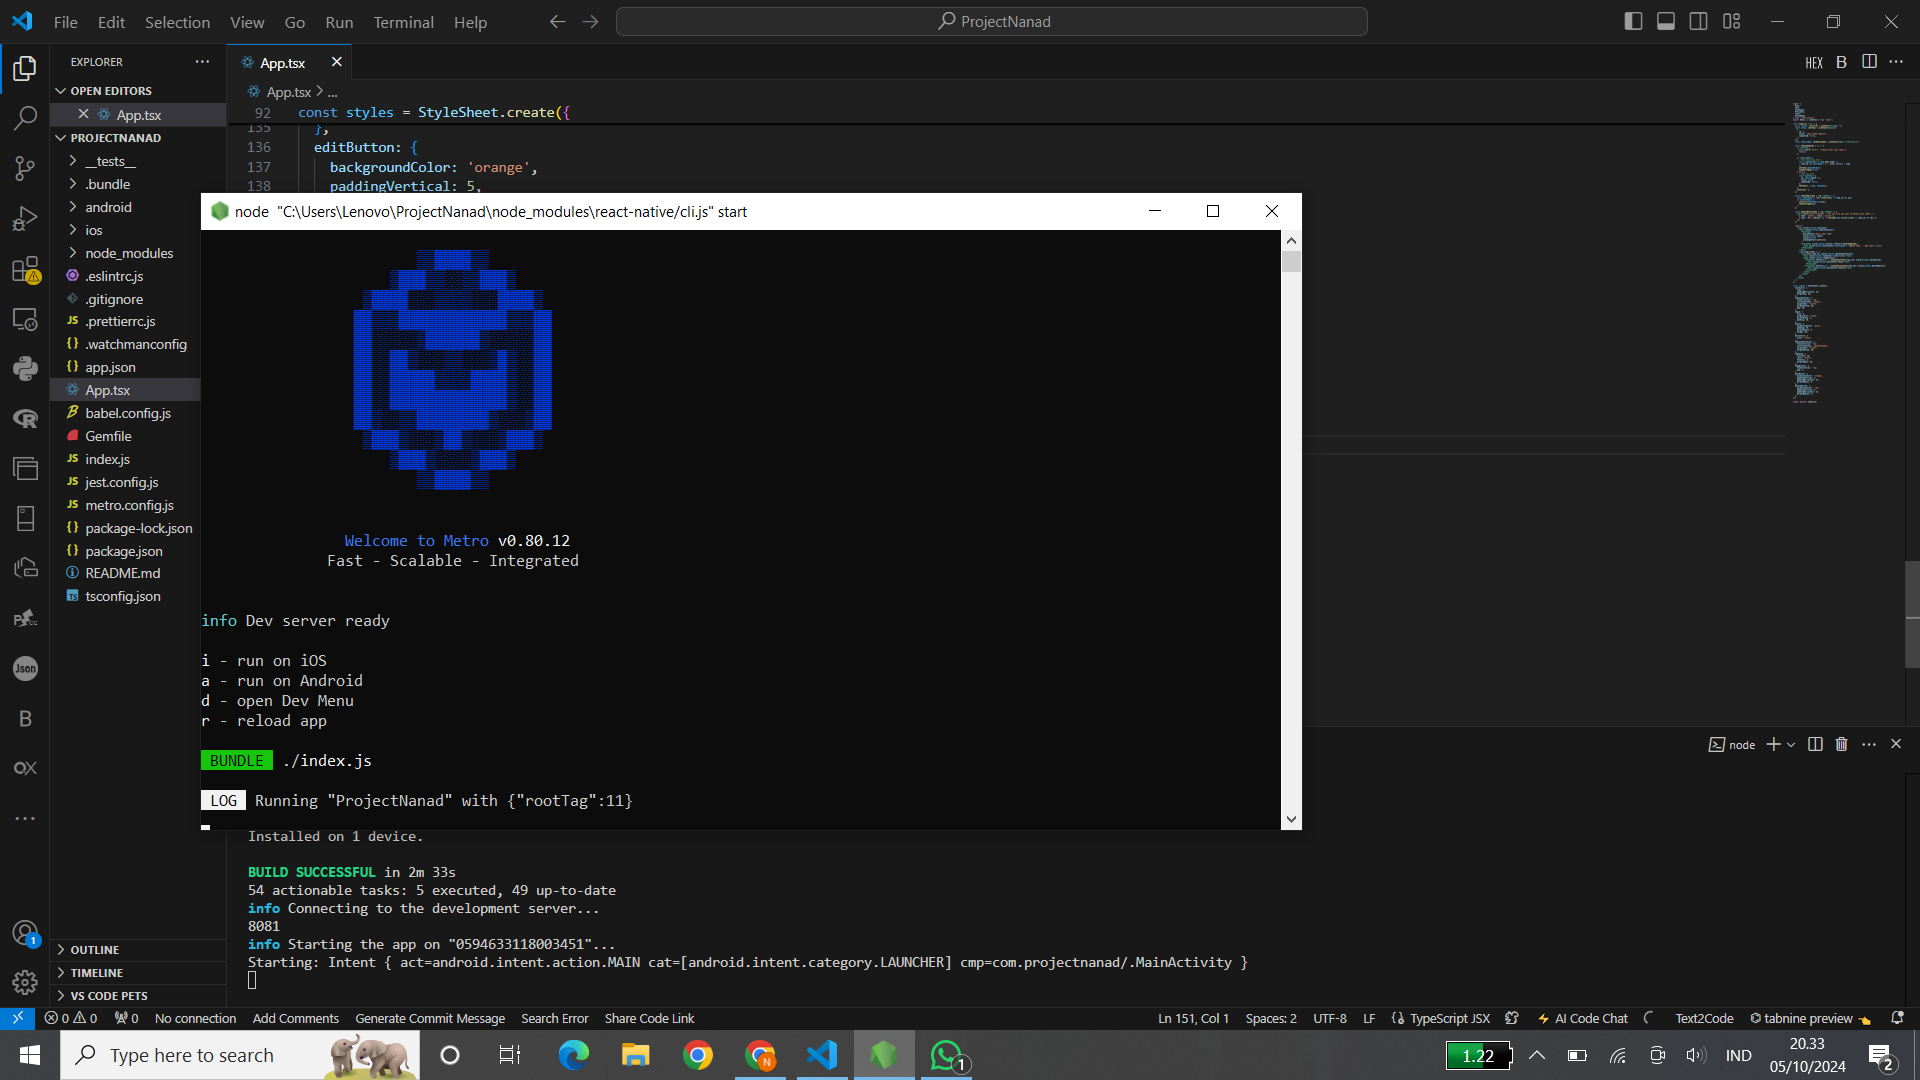 File Edit Selection View Go Run Terminal Help
ProjectNanad
EXPLORER
OPEN EDITORS
App.tsx
PROJECTNANAD
__tests__
.bundle
android
ios
node_modules
.eslintrc.js
.gitignore
.prettierrc.js
.watchmanconfig
app.json
App.tsx
babel.config.js
Gemfile
index.js
jest.config.js
metro.config.js
package-lock.json
package.json
README.md
tsconfig.json
OUTLINE
TIMELINE
VS CODE PETS
App.tsx
HEX B
App.tsx > ...
92 const styles = StyleSheet.create({
135 },
136 editButton: {
137 backgroundColor: 'orange',
138 paddingVertical: 5,
node "C:\Users\Lenovo\ProjectNanad\node_modules\react-native/cli.js" start
Welcome to Metro v0.80.12
Fast - Scalable - Integrated
info Dev server ready
i - run on iOS
a - run on Android
d - open Dev Menu
r - reload app
BUNDLE ./index.js
LOG Running "ProjectNanad" with {"rootTag":11}
node
Installed on 1 device.
BUILD SUCCESSFUL in 2m 33s
54 actionable tasks: 5 executed, 49 up-to-date
info Connecting to the development server...
8081
info Starting the app on "0594633118003451"...
Starting: Intent { act=android.intent.action.MAIN cat=[android.intent.category.LAUNCHER] cmp=com.projectnanad/.MainActivity }
0 0 0 No connection Add Comments Generate Commit Message Search Error Share Code Link
Ln 151, Col 1 Spaces: 2 UTF-8 LF {} TypeScript JSX AI Code Chat Text2Code tabnine preview
Type here to search
1.22
IND
20.33
05/10/2024
2